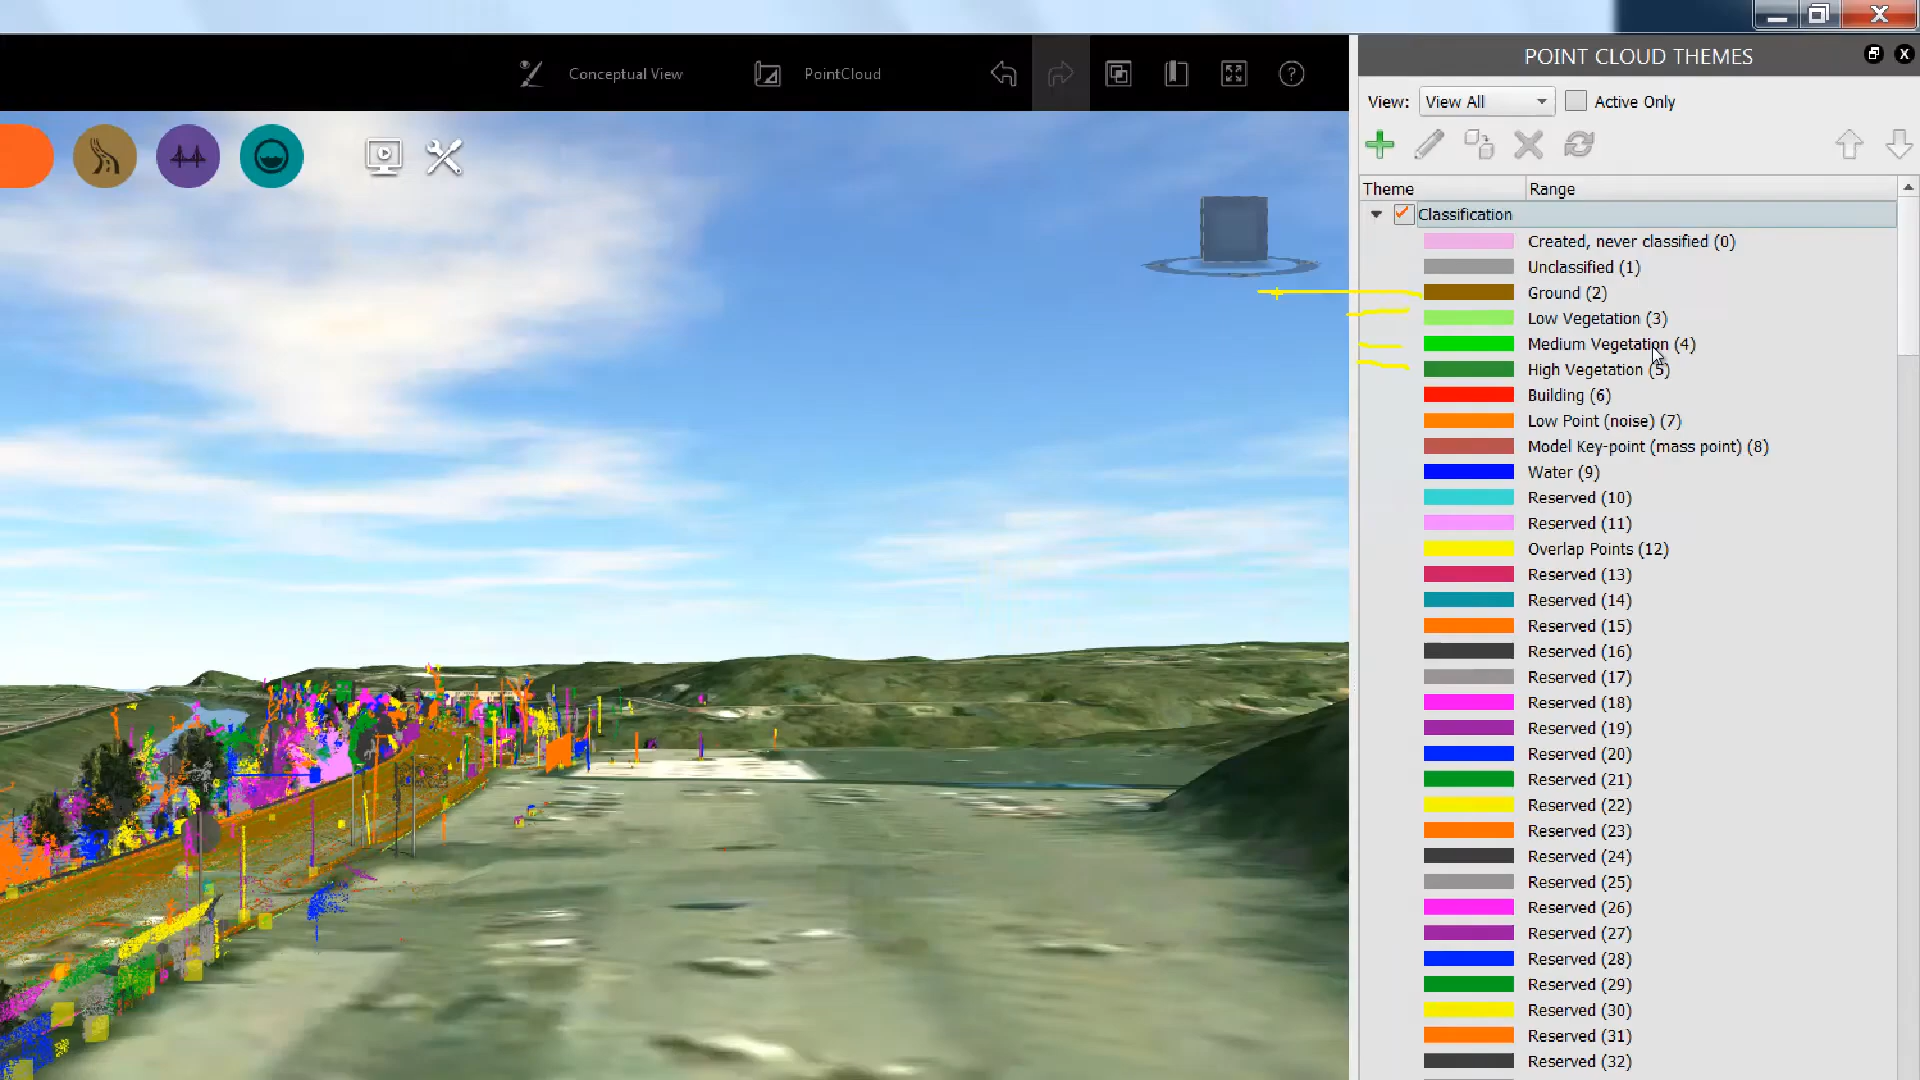 Conceptual View
PointCloud
?
POINT CLOUD THEMES
View: View All Active Only
Theme Range
Classification
Created, never classified (0)
Unclassified (1)
Ground (2)
Low Vegetation (3)
Medium Vegetation (4)
High Vegetation (5)
Building (6)
Low Point (noise) (7)
Model Key-point (mass point) (8)
Water (9)
Reserved (10)
Reserved (11)
Overlap Points (12)
Reserved (13)
Reserved (14)
Reserved (15)
Reserved (16)
Reserved (17)
Reserved (18)
Reserved (19)
Reserved (20)
Reserved (21)
Reserved (22)
Reserved (23)
Reserved (24)
Reserved (25)
Reserved (26)
Reserved (27)
Reserved (28)
Reserved (29)
Reserved (30)
Reserved (31)
Reserved (32)